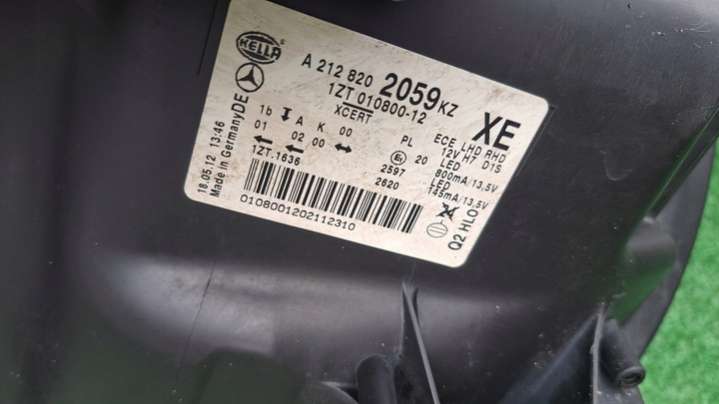 HELLA
A 212 820 2059 KZ
1ZT 010800-12
XCERT
XE
DE
18.05.12 13:46
Made in Germany
1b A K 00
01 02 00
1ZT.1636
PL
E1 20
2597
2620
ECE LHD RHD
12V H7 D1S
LED
800mA/13,5V
LED
145mA/13,5V
0108001202112310
Q2 HLO